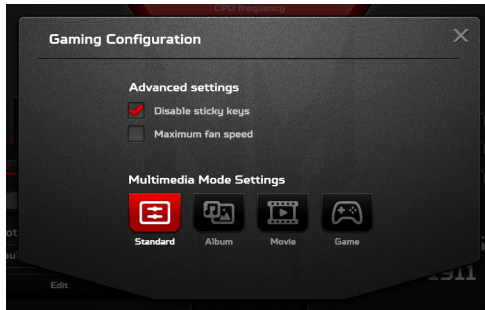 CPU frequency
Gaming Configuration
Advanced settings
Disable sticky keys
Maximum fan speed
Multimedia Mode Settings
Standard Album Movie Game
Edit